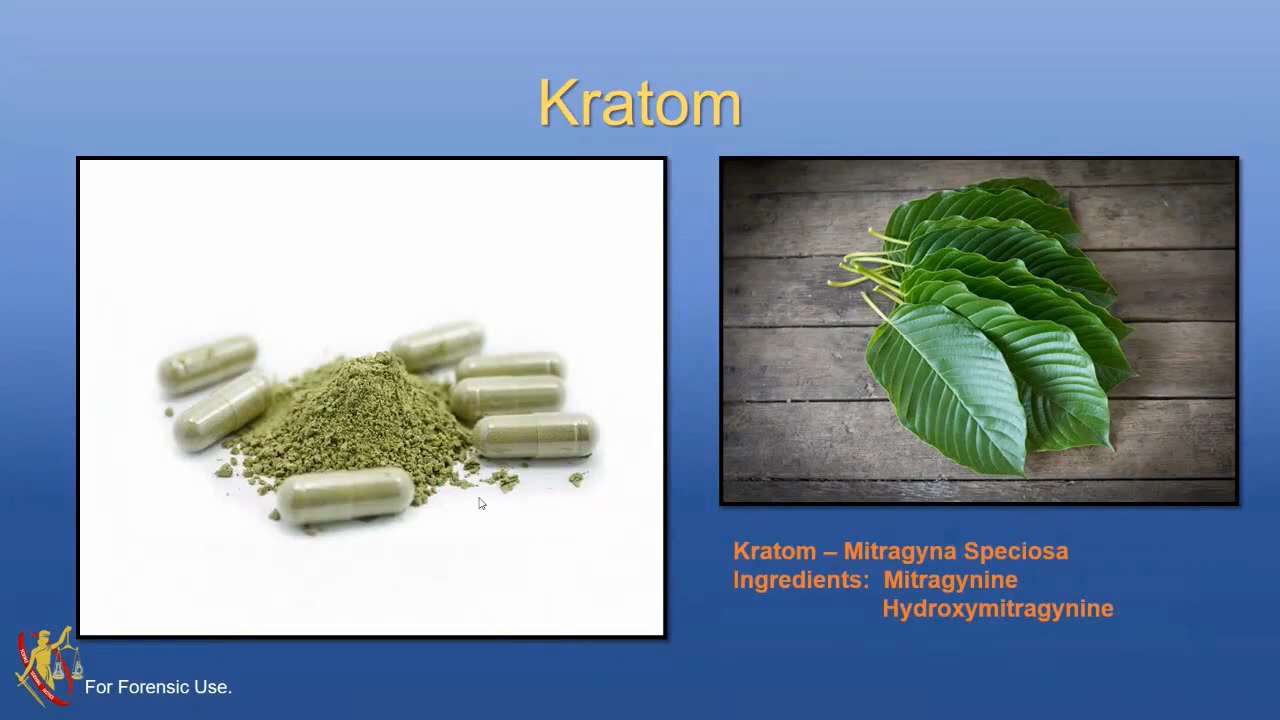 Kratom
Kratom – Mitragyna Speciosa
Ingredients: Mitragynine
Hydroxymitragynine
For Forensic Use.